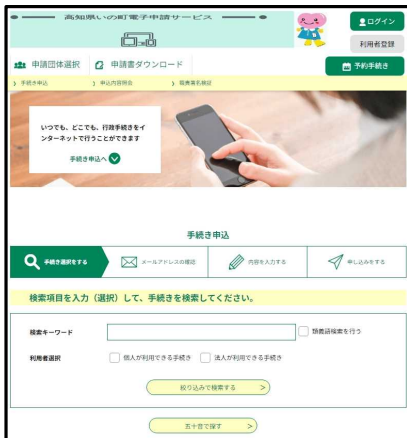 高知県いの町電子申請サービス
ログイン
利用者登録
申請団体選択
申請書ダウンロード
予約手続き
手続き申込
申込内容照会
職責署名検証
いつでも、どこでも、行政手続きをイ
ンターネットで行うことができます
手続き申込へ
手続き申込
手続き選択をする
メールアドレスの確認
内容を入力する
申し込みをする
検索項目を入力（選択）して、手続きを検索してください。
検索キーワード
類義語検索を行う
利用者選択
個人が利用できる手続き
法人が利用できる手続き
絞り込みで検索する >
五十音で探す >